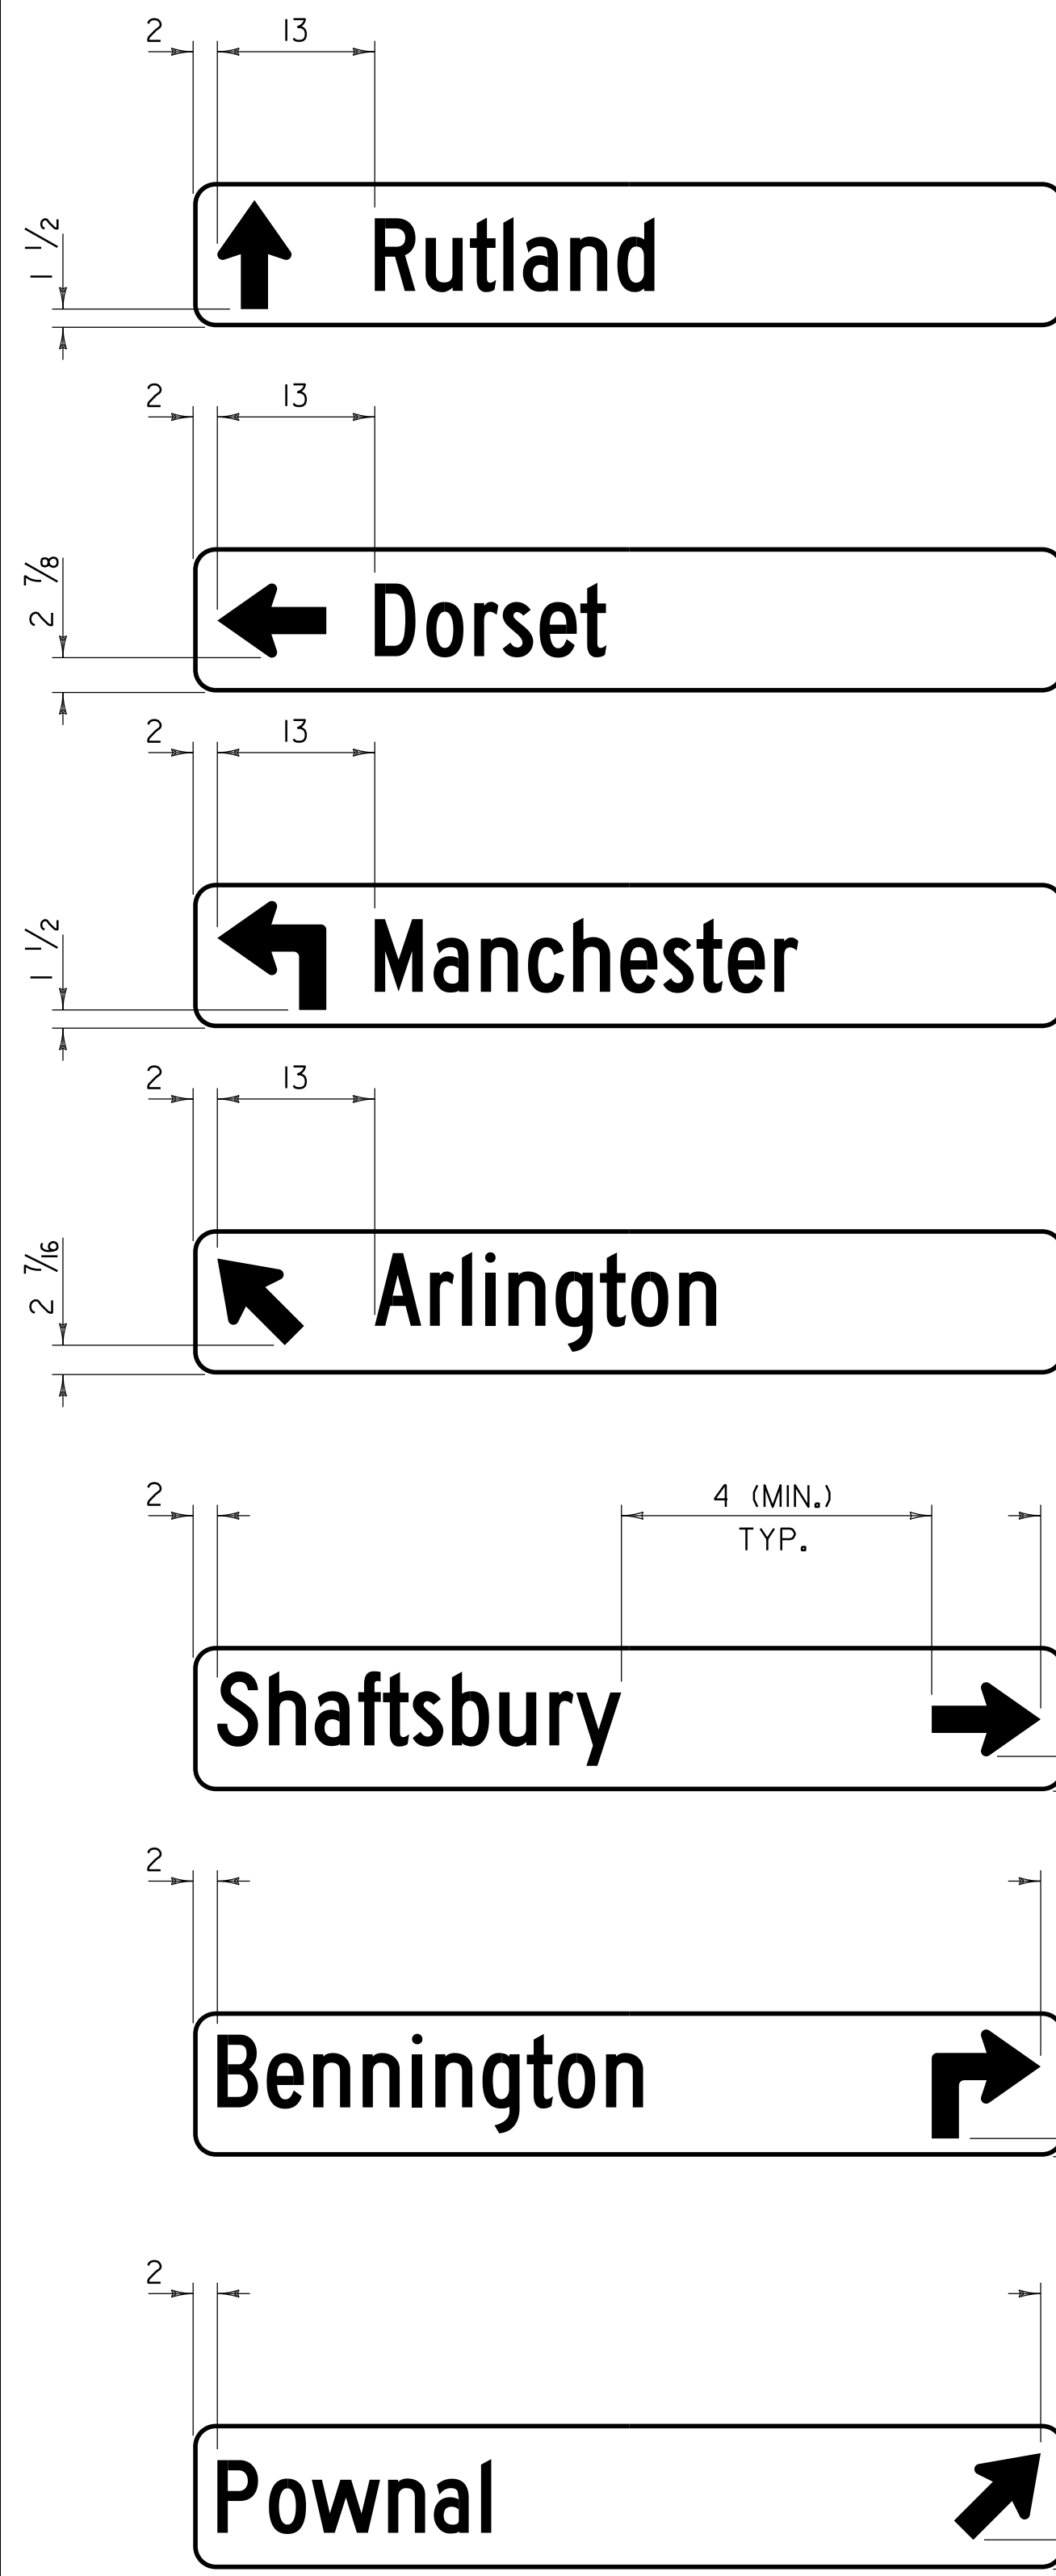 2 13
1 1/2
Rutland
2 13
2 7/8
Dorset
2 13
1 1/2
Manchester
2 13
2 7/16
Arlington
2 4 (MIN.)
TYP.
Shaftsbury
2
Bennington
2
Pownal